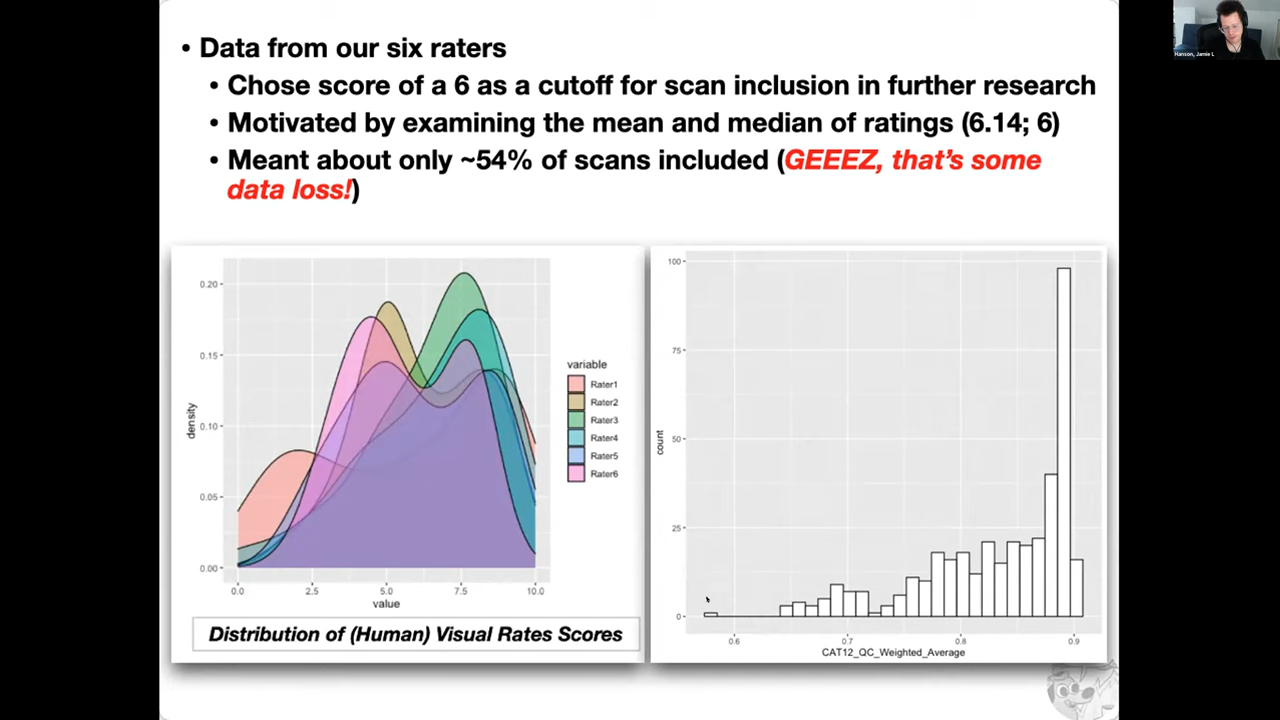 • Data from our six raters
• Chose score of a 6 as a cutoff for scan inclusion in further research
• Motivated by examining the mean and median of ratings (6.14; 6)
• Meant about only ~54% of scans included (GEEEZ, that's some
data loss!)
Hanson, Jamie L
0.20
0.15
0.10
0.05
0.00
density
0.0 2.5 5.0 7.5 10.0
value
variable
Rater1
Rater2
Rater3
Rater4
Rater5
Rater6
Distribution of (Human) Visual Rates Scores
100
75
50
25
0
count
0.6 0.7 0.8 0.9
CAT12_QC_Weighted_Average